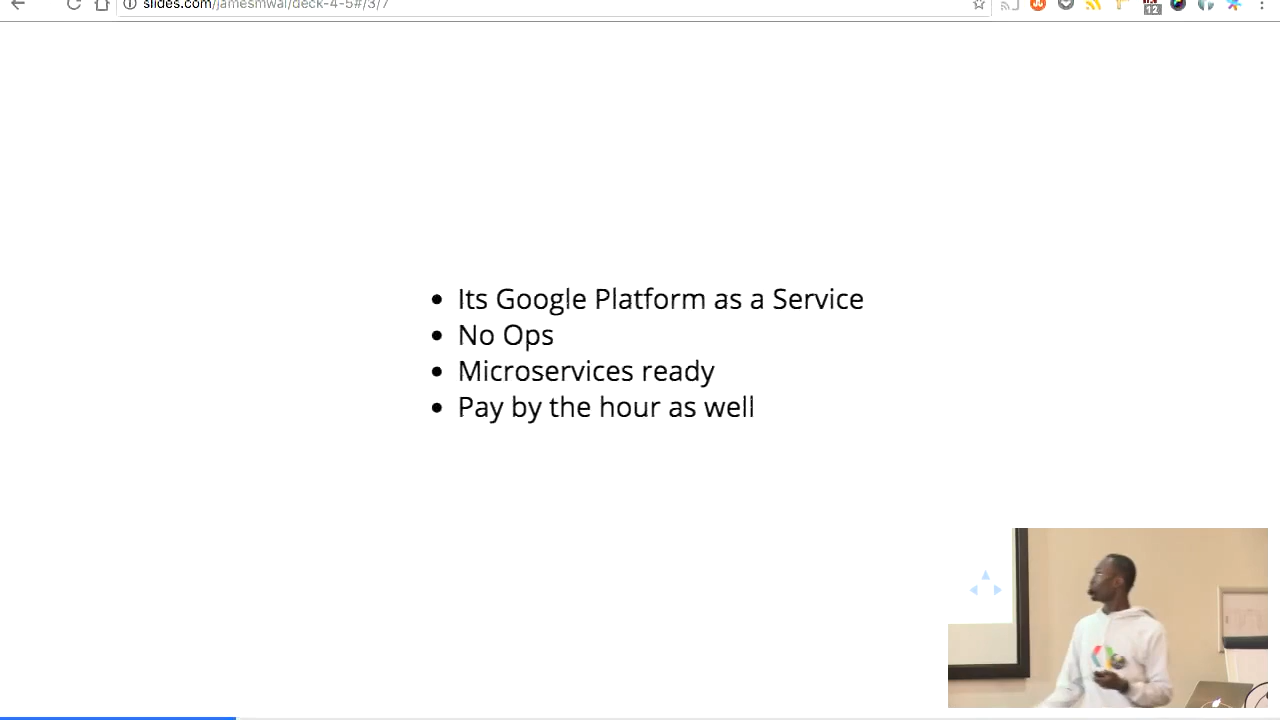 slides.com/jamesmwai/deck-4-5#/3/7
12
Its Google Platform as a Service
No Ops
Microservices ready
Pay by the hour as well